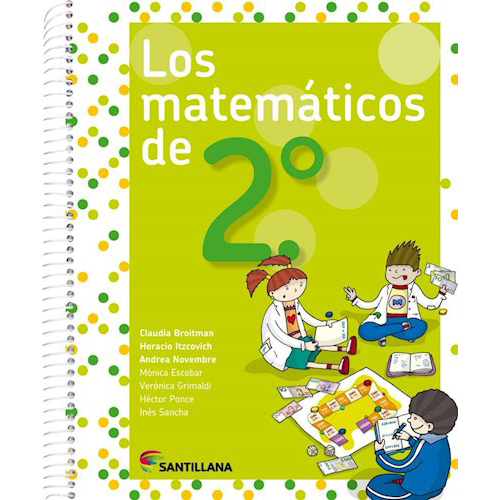 Los
matemáticos
de
2.º
Claudia Broitman
Horacio Itzcovich
Andrea Novembre
Mónica Escobar
Verónica Grimaldi
Héctor Ponce
Inés Sancha
SANTILLANA